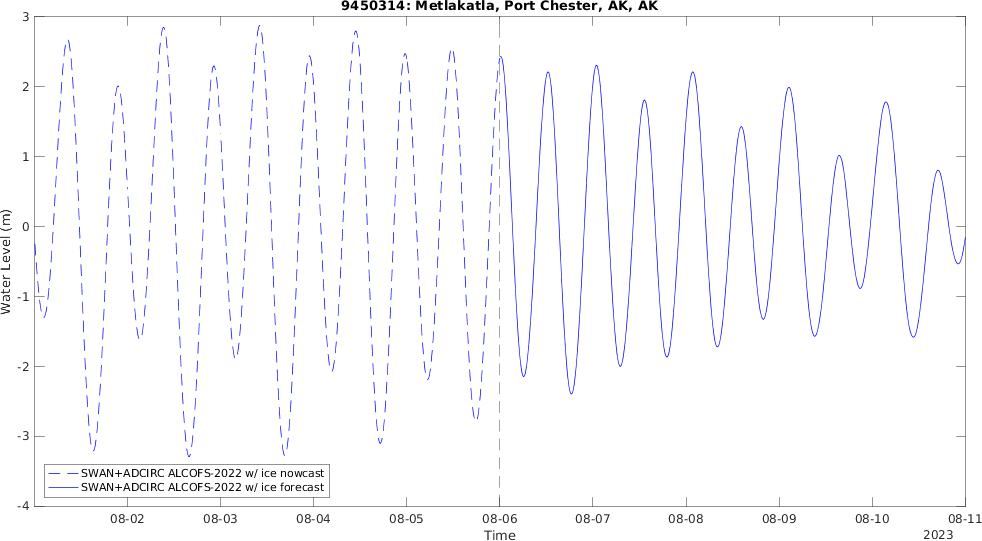 9450314: Metlakatla, Port Chester, AK, AK
3
2
1
0
-1
-2
-3
-4
Water Level (m)
SWAN+ADCIRC ALCOFS-2022 w/ ice nowcast
SWAN+ADCIRC ALCOFS-2022 w/ ice forecast
08-02 08-03 08-04 08-05 08-06 08-07 08-08 08-09 08-10 08-11
Time
2023